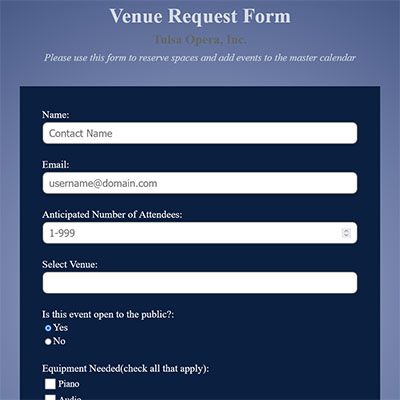 Venue Request Form
Tulsa Opera, Inc.
Please use this form to reserve spaces and add events to the master calendar
Name:
Contact Name
Email:
username@domain.com
Anticipated Number of Attendees:
1-999
Select Venue:
Is this event open to the public?:
Yes
No
Equipment Needed(check all that apply):
Piano
Audio